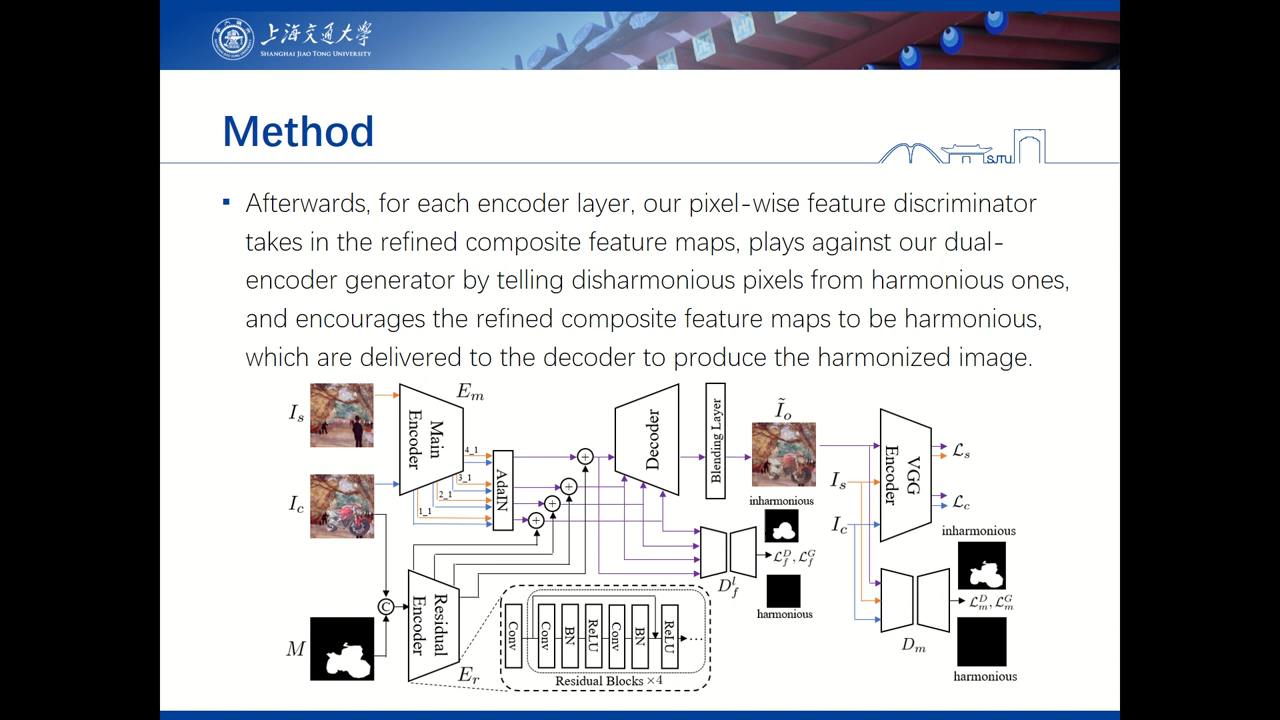 上海交通大学
SHANGHAI JIAO TONG UNIVERSITY
Method
SJTU
▪ Afterwards, for each encoder layer, our pixel-wise feature discriminator
takes in the refined composite feature maps, plays against our dual-
encoder generator by telling disharmonious pixels from harmonious ones,
and encourages the refined composite feature maps to be harmonious,
which are delivered to the decoder to produce the harmonized image.
I_s
Main
Encoder
E_m
4_1
3_1
2_1
1_1
AdaIN
I_c
C
M
Residual
Encoder
E_r
Conv
Conv
BN
ReLU
Conv
BN
ReLU
Residual Blocks ×4
Decoder
Blending Layer
Ĩ_o
inharmonious
D_f^l
L_f^D, L_f^G
harmonious
I_s
I_c
VGG
Encoder
L_s
L_c
inharmonious
D_m
L_m^D, L_m^G
harmonious